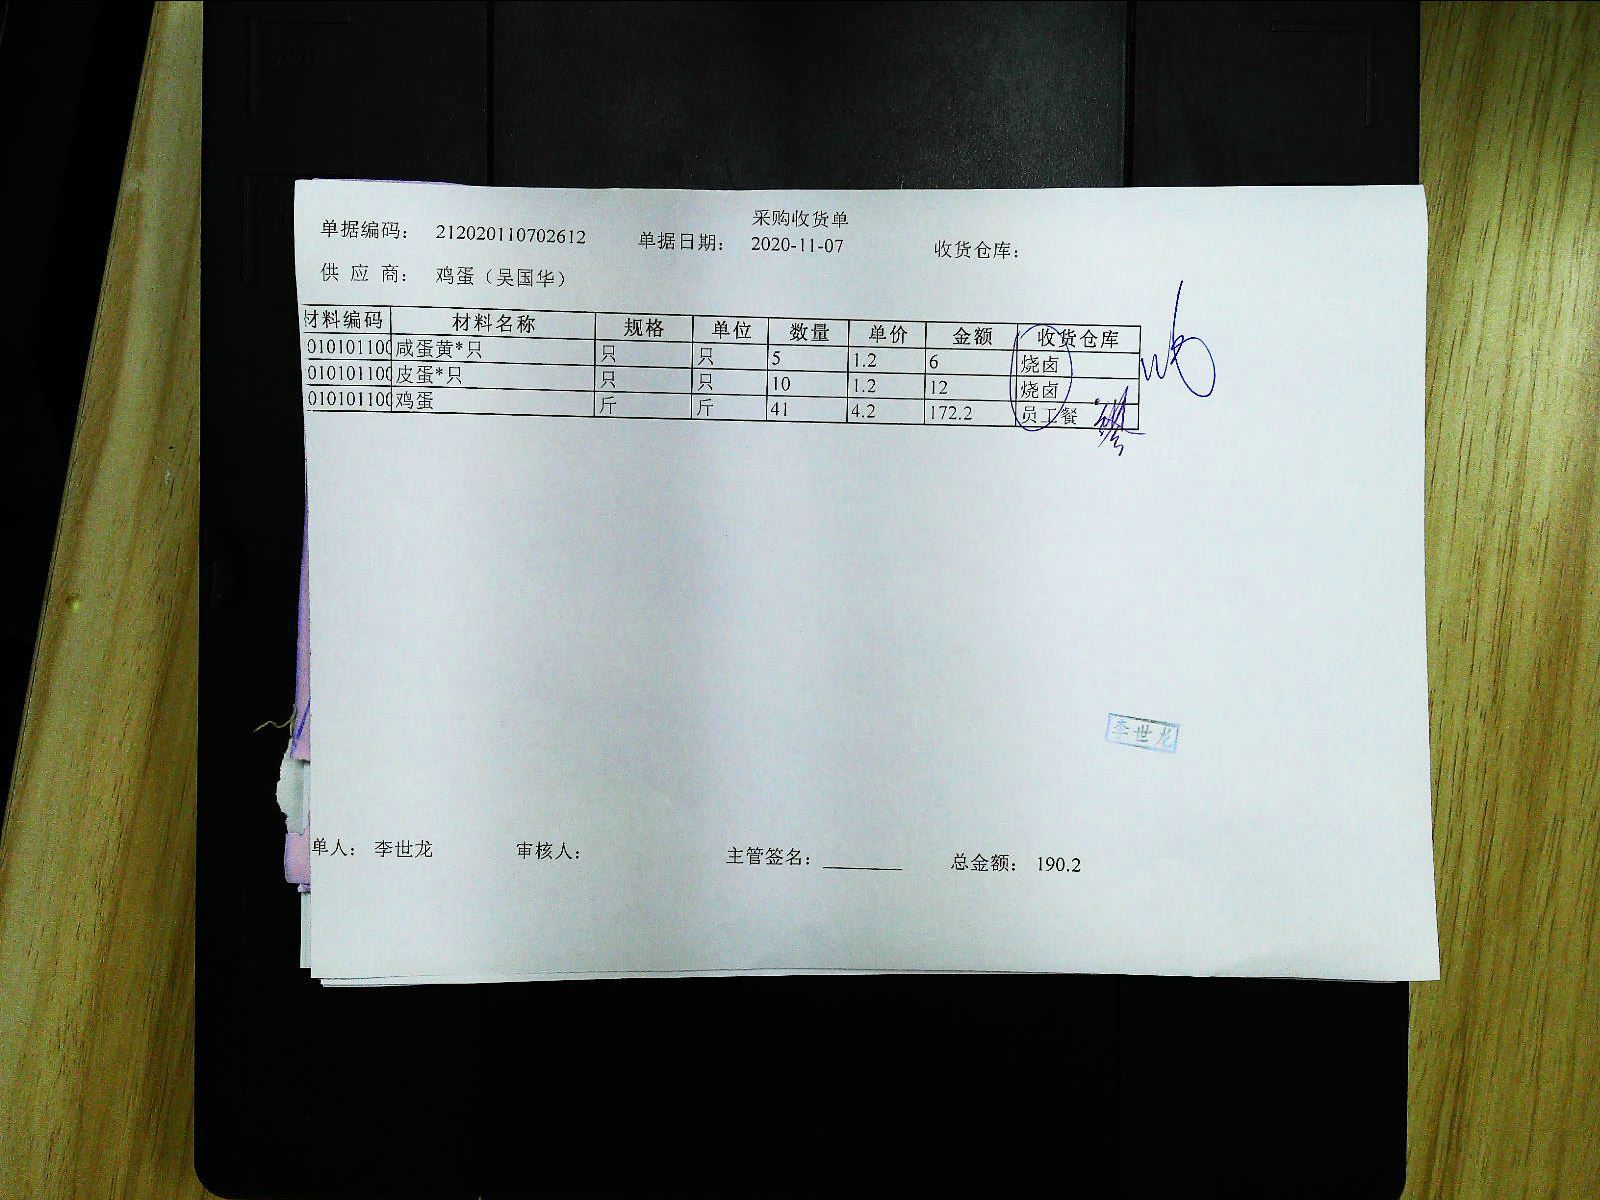 采购收货单
单据编码： 212020110702612 单据日期： 2020-11-07 收货仓库：
供 应 商： 鸡蛋（吴国华）
材料编码 材料名称 规格 单位 数量 单价 金额 收货仓库
010101100 咸蛋黄*只 只 只 5 1.2 6 烧卤
010101100 皮蛋*只 只 只 10 1.2 12 烧卤
010101100 鸡蛋 斤 斤 41 4.2 172.2 员工餐
李世龙
单人： 李世龙 审核人： 主管签名： 总金额： 190.2